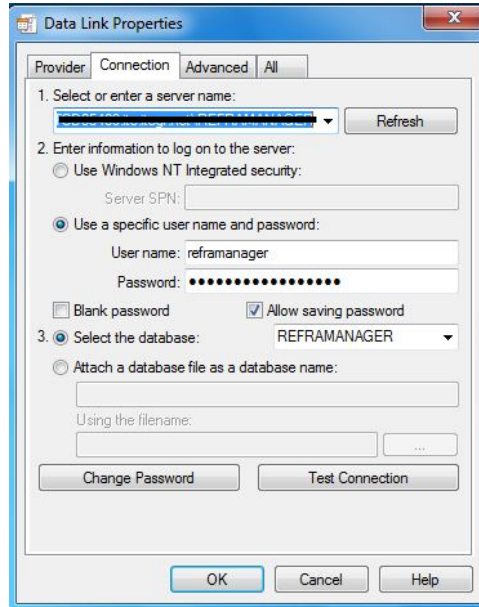 Data Link Properties
Provider Connection Advanced All
1. Select or enter a server name:
Refresh
2. Enter information to log on to the server:
Use Windows NT Integrated security:
Server SPN:
Use a specific user name and password:
User name: reframanager
Password: •••••••••••••••••
Blank password Allow saving password
3. Select the database: REFRAMANAGER
Attach a database file as a database name:
Using the filename:
...
Change Password Test Connection
OK Cancel Help